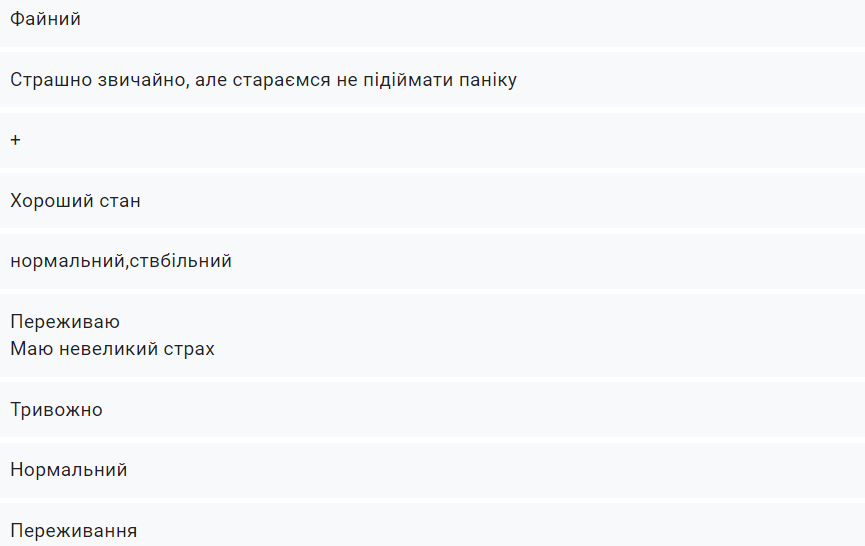 Файний
Страшно звичайно, але стараємся не підіймати паніку
+
Хороший стан
нормальний,ствбільний
Переживаю
Маю невеликий страх
Тривожно
Нормальний
Переживання